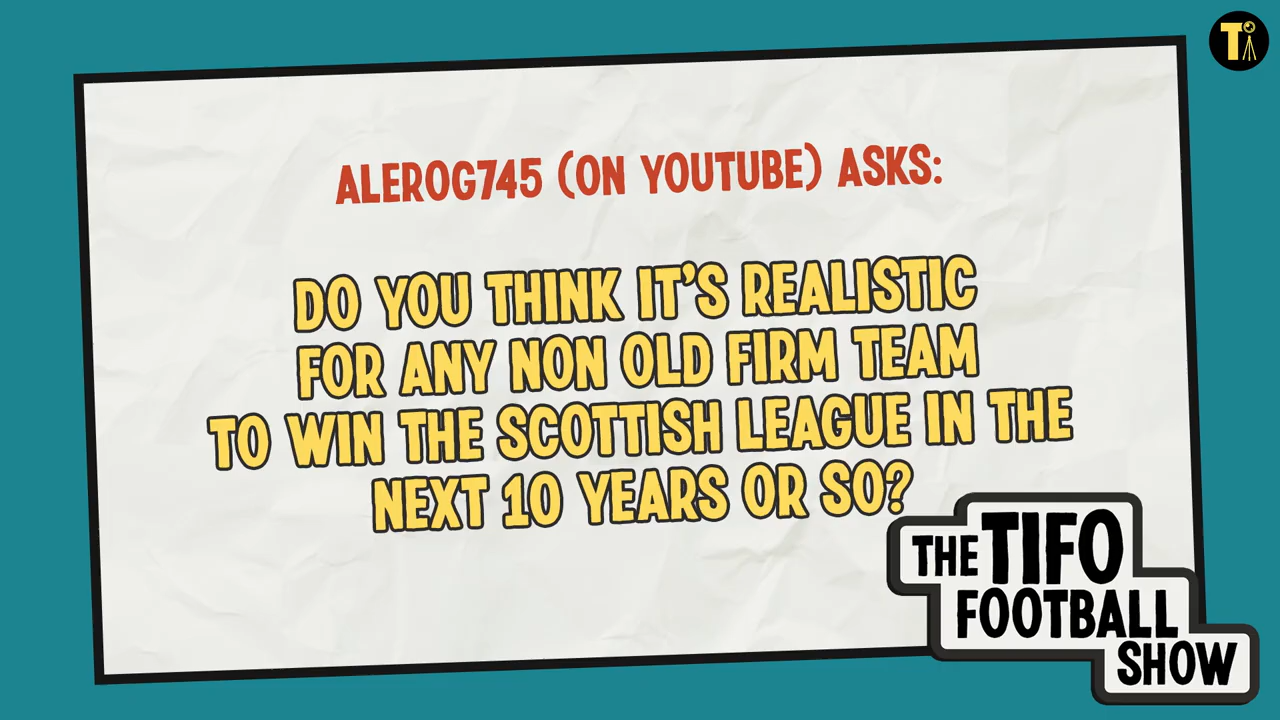 ALEROG745 (ON YOUTUBE) ASKS:
DO YOU THINK IT'S REALISTIC
FOR ANY NON OLD FIRM TEAM
TO WIN THE SCOTTISH LEAGUE IN THE
NEXT 10 YEARS OR SO?
THE TIFO
FOOTBALL
SHOW
T